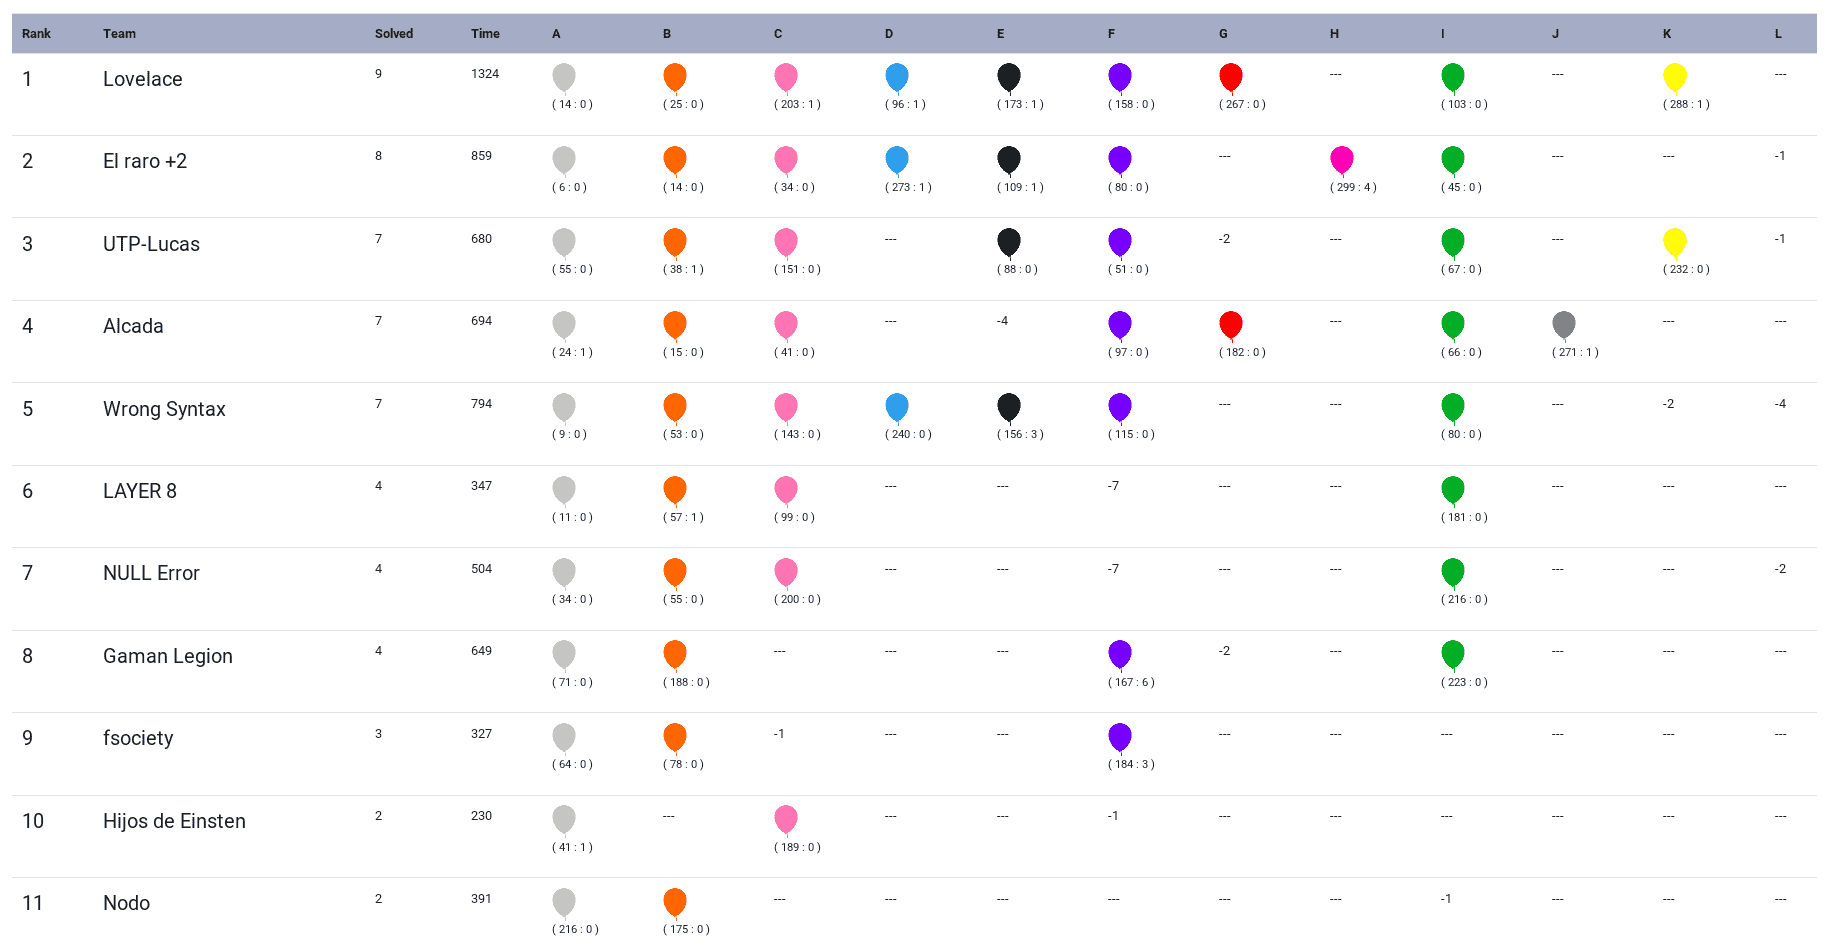 Rank Team Solved Time A B C D E F G H I J K L
1 Lovelace 9 1324 --- --- ---
( 14 : 0 ) ( 25 : 0 ) ( 203 : 1 ) ( 96 : 1 ) ( 173 : 1 ) ( 158 : 0 ) ( 267 : 0 ) ( 103 : 0 ) ( 288 : 1 )
2 El raro +2 8 859 --- --- --- -1
( 6 : 0 ) ( 14 : 0 ) ( 34 : 0 ) ( 273 : 1 ) ( 109 : 1 ) ( 80 : 0 ) ( 299 : 4 ) ( 45 : 0 )
3 UTP-Lucas 7 680 --- -2 --- --- -1
( 55 : 0 ) ( 38 : 1 ) ( 151 : 0 ) ( 88 : 0 ) ( 51 : 0 ) ( 67 : 0 ) ( 232 : 0 )
4 Alcada 7 694 --- -4 --- --- ---
( 24 : 1 ) ( 15 : 0 ) ( 41 : 0 ) ( 97 : 0 ) ( 182 : 0 ) ( 66 : 0 ) ( 271 : 1 )
5 Wrong Syntax 7 794 --- --- --- -2 -4
( 9 : 0 ) ( 53 : 0 ) ( 143 : 0 ) ( 240 : 0 ) ( 156 : 3 ) ( 115 : 0 ) ( 80 : 0 )
6 LAYER 8 4 347 --- --- -7 --- --- --- --- ---
( 11 : 0 ) ( 57 : 1 ) ( 99 : 0 ) ( 181 : 0 )
7 NULL Error 4 504 --- --- -7 --- --- --- --- -2
( 34 : 0 ) ( 55 : 0 ) ( 200 : 0 ) ( 216 : 0 )
8 Gaman Legion 4 649 --- --- --- -2 --- --- --- ---
( 71 : 0 ) ( 188 : 0 ) ( 167 : 6 ) ( 223 : 0 )
9 fsociety 3 327 -1 --- --- --- --- --- --- --- ---
( 64 : 0 ) ( 78 : 0 ) ( 184 : 3 )
10 Hijos de Einsten 2 230 --- --- --- -1 --- --- --- --- --- ---
( 41 : 1 ) ( 189 : 0 )
11 Nodo 2 391 --- --- --- --- --- --- -1 --- --- ---
( 216 : 0 ) ( 175 : 0 )